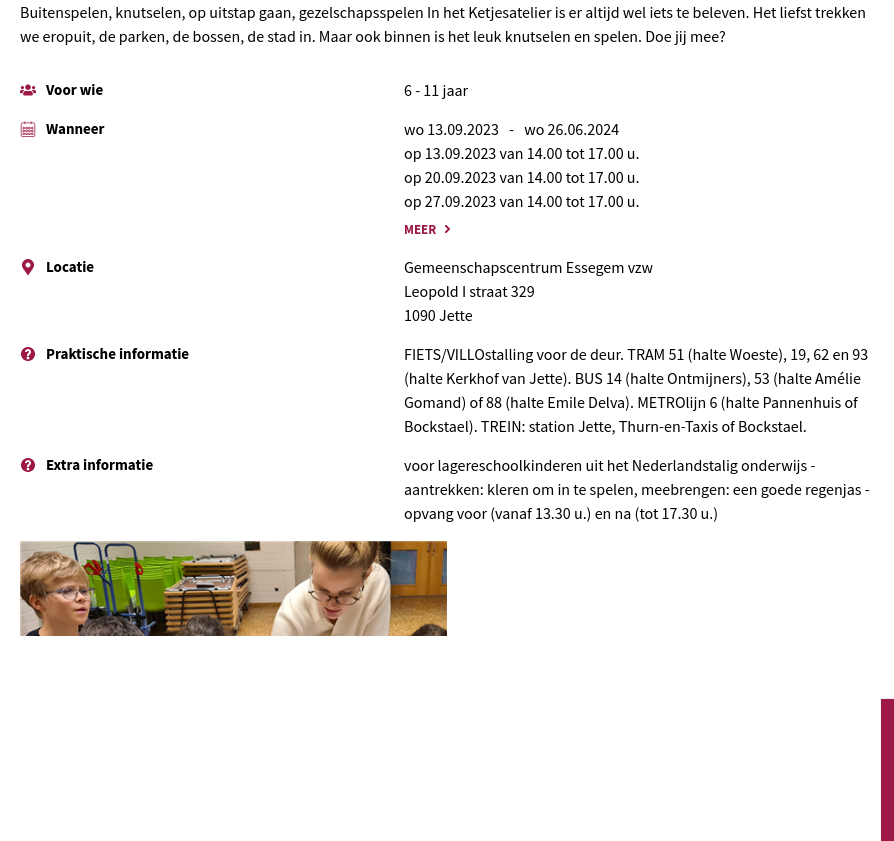 Buitenspelen, knutselen, op uitstap gaan, gezelschapsspelen In het Ketjesatelier is er altijd wel iets te beleven. Het liefst trekken
we eropuit, de parken, de bossen, de stad in. Maar ook binnen is het leuk knutselen en spelen. Doe jij mee?
Voor wie
6 - 11 jaar
Wanneer
wo 13.09.2023 - wo 26.06.2024
op 13.09.2023 van 14.00 tot 17.00 u.
op 20.09.2023 van 14.00 tot 17.00 u.
op 27.09.2023 van 14.00 tot 17.00 u.
MEER
Locatie
Gemeenschapscentrum Essegem vzw
Leopold I straat 329
1090 Jette
Praktische informatie
FIETS/VILLOstalling voor de deur. TRAM 51 (halte Woeste), 19, 62 en 93
(halte Kerkhof van Jette). BUS 14 (halte Ontmijners), 53 (halte Amélie
Gomand) of 88 (halte Emile Delva). METROlijn 6 (halte Pannenhuis of
Bockstael). TREIN: station Jette, Thurn-en-Taxis of Bockstael.
Extra informatie
voor lagereschoolkinderen uit het Nederlandstalig onderwijs -
aantrekken: kleren om in te spelen, meebrengen: een goede regenjas -
opvang voor (vanaf 13.30 u.) en na (tot 17.30 u.)